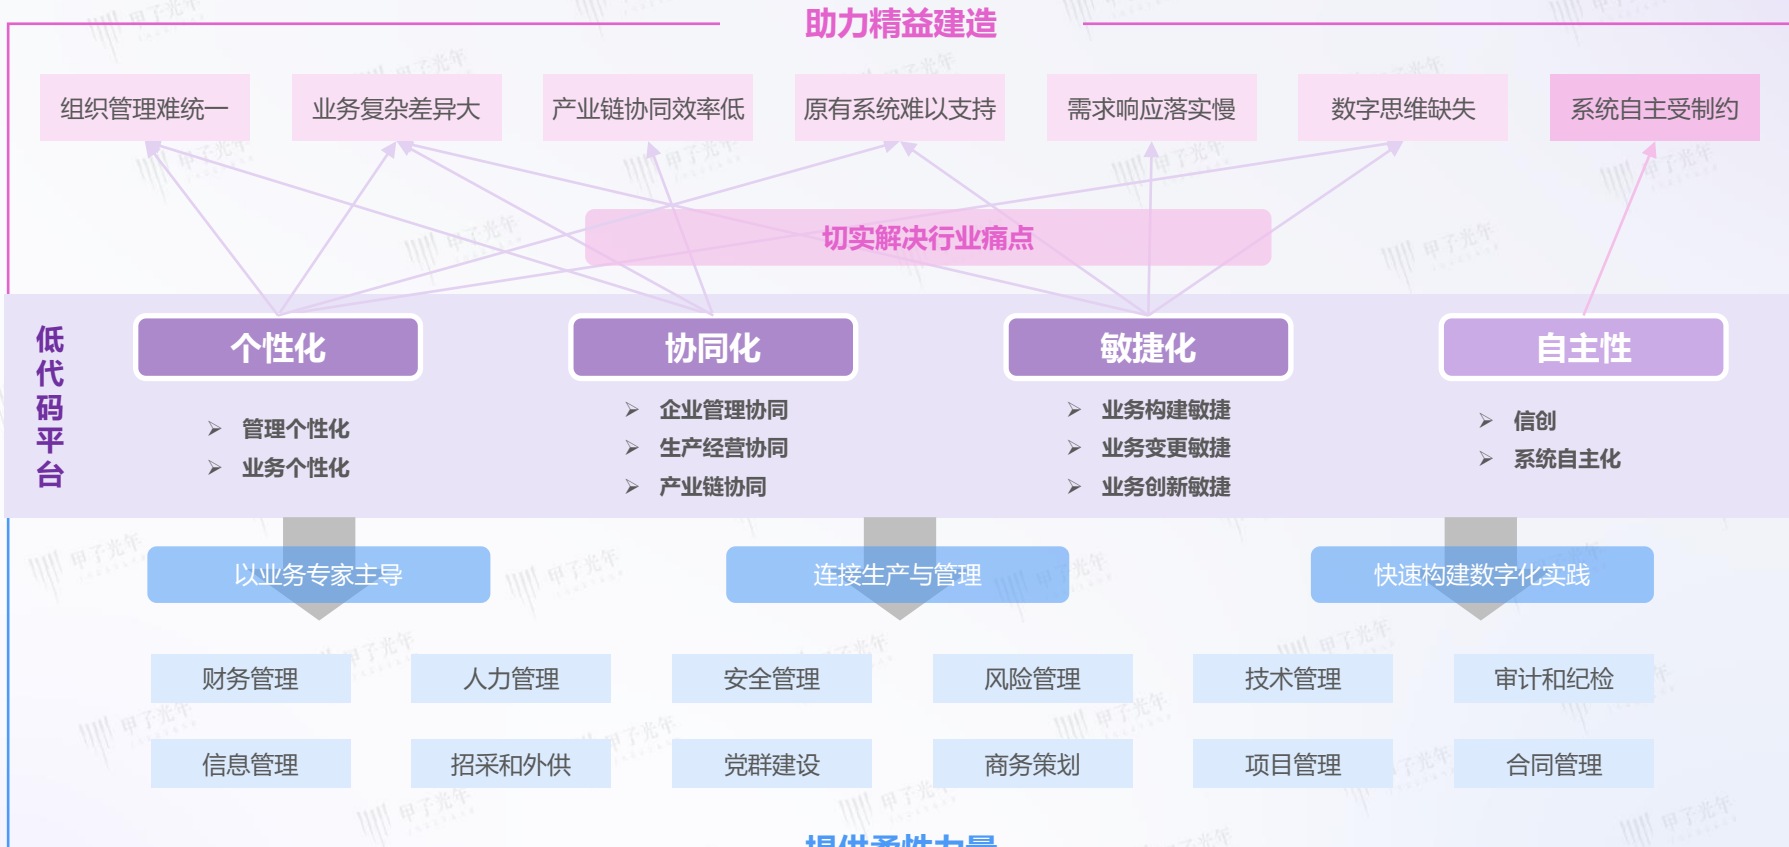 助力精益建造
组织管理难统一
业务复杂差异大
产业链协同效率低
原有系统难以支持
需求响应落实慢
数字思维缺失
系统自主受制约
切实解决行业痛点
低代码平台
个性化
协同化
敏捷化
自主性
管理个性化
业务个性化
企业管理协同
生产经营协同
产业链协同
业务构建敏捷
业务变更敏捷
业务创新敏捷
信创
系统自主化
以业务专家主导
连接生产与管理
快速构建数字化实践
财务管理
人力管理
安全管理
风险管理
技术管理
审计和纪检
信息管理
招采和外供
党群建设
商务策划
项目管理
合同管理
提供柔性力量
甲子光年